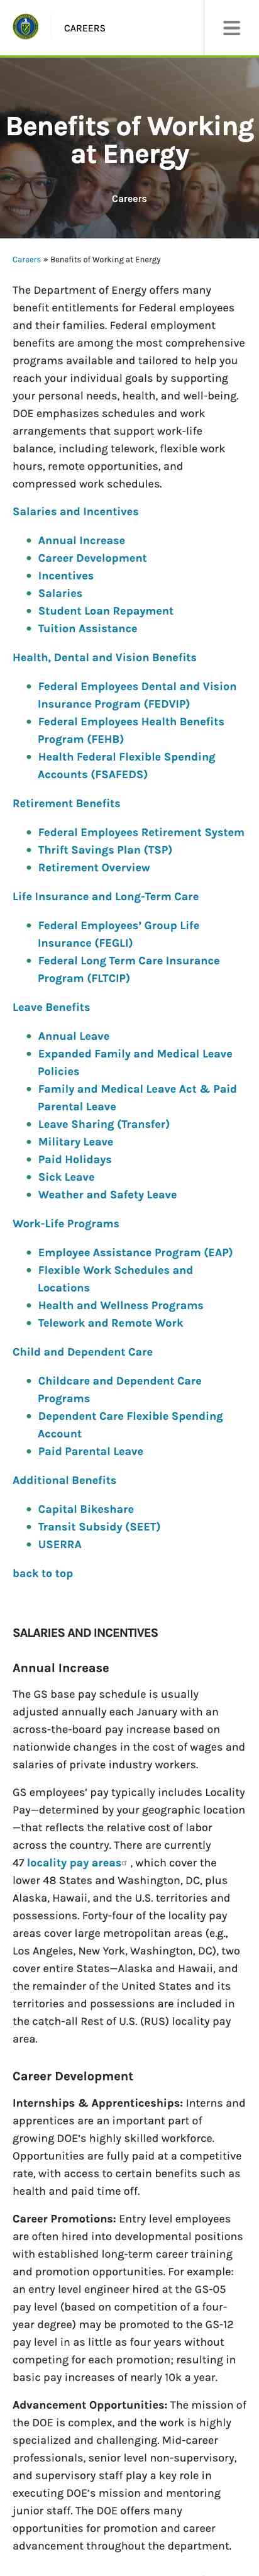 CAREERS
Benefits of Working
at Energy
Careers
Careers » Benefits of Working at Energy
The Department of Energy offers many
benefit entitlements for Federal employees
and their families. Federal employment
benefits are among the most comprehensive
programs available and tailored to help you
reach your individual goals by supporting
your personal needs, health, and well-being.
DOE emphasizes schedules and work
arrangements that support work-life
balance, including telework, flexible work
hours, remote opportunities, and
compressed work schedules.
Salaries and Incentives
• Annual Increase
• Career Development
• Incentives
• Salaries
• Student Loan Repayment
• Tuition Assistance
Health, Dental and Vision Benefits
• Federal Employees Dental and Vision
Insurance Program (FEDVIP)
• Federal Employees Health Benefits
Program (FEHB)
• Health Federal Flexible Spending
Accounts (FSAFEDS)
Retirement Benefits
• Federal Employees Retirement System
• Thrift Savings Plan (TSP)
• Retirement Overview
Life Insurance and Long-Term Care
• Federal Employees’ Group Life
Insurance (FEGLI)
• Federal Long Term Care Insurance
Program (FLTCIP)
Leave Benefits
• Annual Leave
• Expanded Family and Medical Leave
Policies
• Family and Medical Leave Act & Paid
Parental Leave
• Leave Sharing (Transfer)
• Military Leave
• Paid Holidays
• Sick Leave
• Weather and Safety Leave
Work-Life Programs
• Employee Assistance Program (EAP)
• Flexible Work Schedules and
Locations
• Health and Wellness Programs
• Telework and Remote Work
Child and Dependent Care
• Childcare and Dependent Care
Programs
• Dependent Care Flexible Spending
Account
• Paid Parental Leave
Additional Benefits
• Capital Bikeshare
• Transit Subsidy (SEET)
• USERRA
back to top
SALARIES AND INCENTIVES
Annual Increase
The GS base pay schedule is usually
adjusted annually each January with an
across-the-board pay increase based on
nationwide changes in the cost of wages and
salaries of private industry workers.
GS employees’ pay typically includes Locality
Pay—determined by your geographic location
—that reflects the relative cost of labor
across the country. There are currently
47 locality pay areas , which cover the
lower 48 States and Washington, DC, plus
Alaska, Hawaii, and the U.S. territories and
possessions. Forty-four of the locality pay
areas cover large metropolitan areas (e.g.,
Los Angeles, New York, Washington, DC), two
cover entire States—Alaska and Hawaii, and
the remainder of the United States and its
territories and possessions are included in
the catch-all Rest of U.S. (RUS) locality pay
area.
Career Development
Internships & Apprenticeships: Interns and
apprentices are an important part of
growing DOE’s highly skilled workforce.
Opportunities are fully paid at a competitive
rate, with access to certain benefits such as
health and paid time off.
Career Promotions: Entry level employees
are often hired into developmental positions
with established long-term career training
and promotion opportunities. For example:
an entry level engineer hired at the GS-05
pay level (based on competition of a four-
year degree) may be promoted to the GS-12
pay level in as little as four years without
competing for each promotion; resulting in
basic pay increases of nearly 10k a year.
Advancement Opportunities: The mission of
the DOE is complex, and the work is highly
specialized and challenging. Mid-career
professionals, senior level non-supervisory,
and supervisory staff play a key role in
executing DOE’s mission and mentoring
junior staff. The DOE offers many
opportunities for promotion and career
advancement throughout the department.